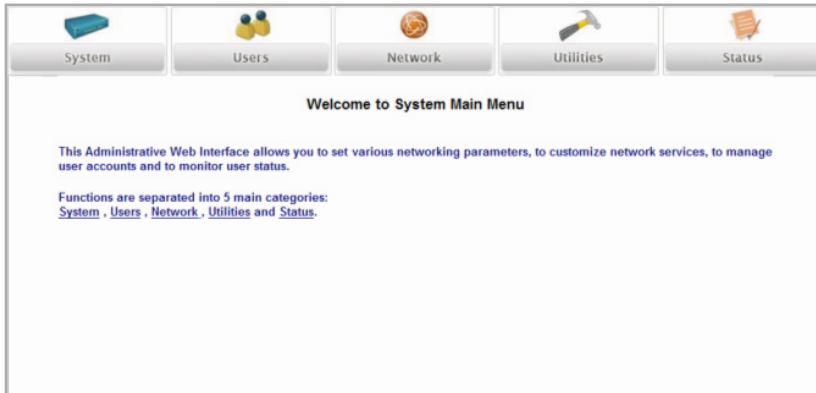 System Users Network Utilities Status
Welcome to System Main Menu
This Administrative Web Interface allows you to set various networking parameters, to customize network services, to manage
user accounts and to monitor user status.
Functions are separated into 5 main categories:
System , Users , Network , Utilities and Status.